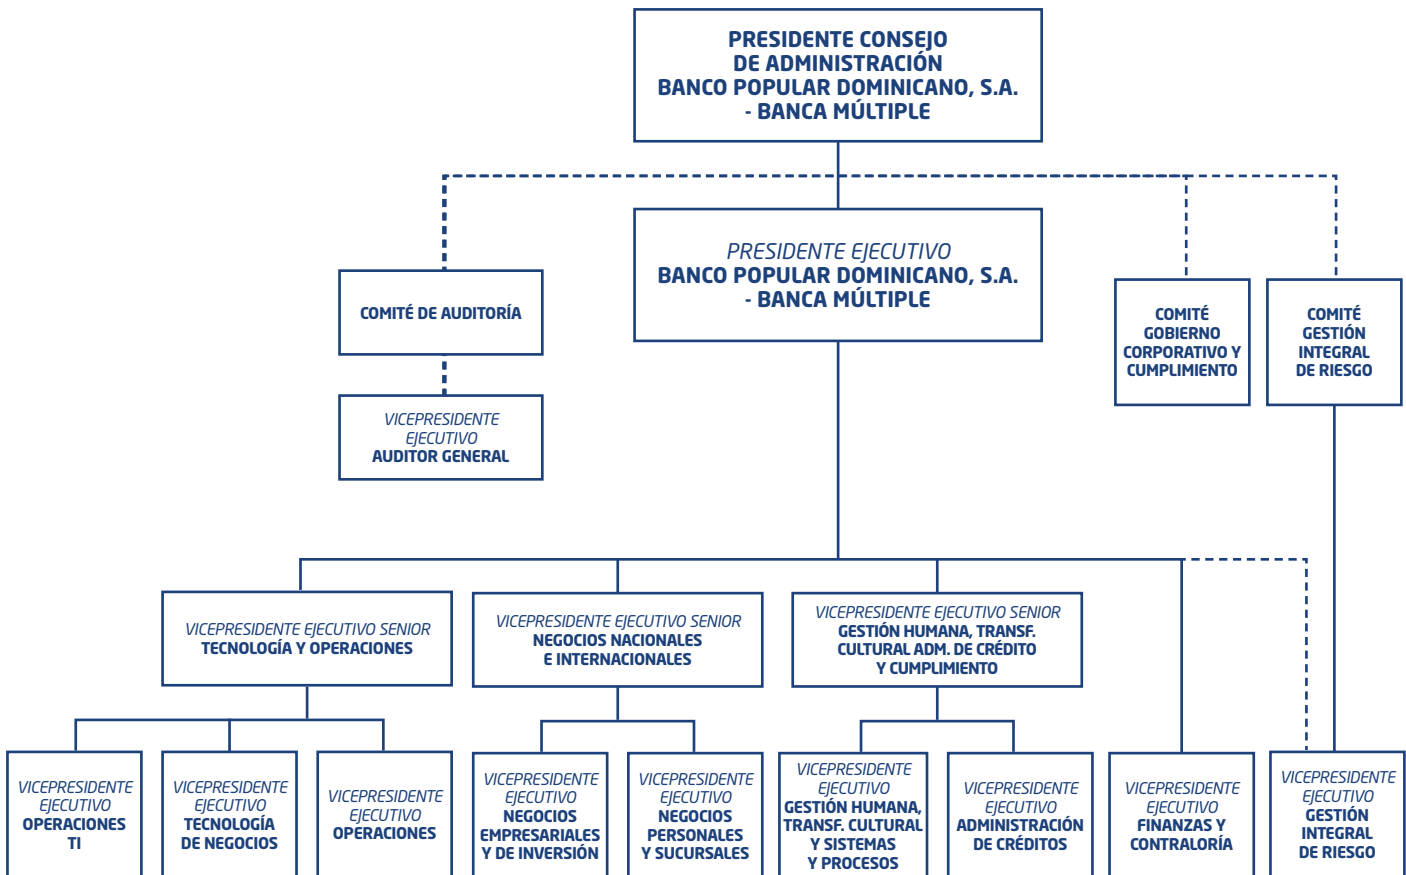 PRESIDENTE CONSEJO
DE ADMINISTRACIÓN
BANCO POPULAR DOMINICANO, S.A.
- BANCA MÚLTIPLE
PRESIDENTE EJECUTIVO
BANCO POPULAR DOMINICANO, S.A.
- BANCA MÚLTIPLE
COMITÉ DE AUDITORÍA
COMITÉ
GOBIERNO
CORPORATIVO Y
CUMPLIMIENTO
COMITÉ
GESTIÓN
INTEGRAL
DE RIESGO
VICEPRESIDENTE
EJECUTIVO
AUDITOR GENERAL
VICEPRESIDENTE EJECUTIVO SENIOR
TECNOLOGÍA Y OPERACIONES
VICEPRESIDENTE EJECUTIVO SENIOR
NEGOCIOS NACIONALES
E INTERNACIONALES
VICEPRESIDENTE EJECUTIVO SENIOR
GESTIÓN HUMANA, TRANSF.
CULTURAL ADM. DE CRÉDITO
Y CUMPLIMIENTO
VICEPRESIDENTE
EJECUTIVO
OPERACIONES
TI
VICEPRESIDENTE
EJECUTIVO
TECNOLOGÍA
DE NEGOCIOS
VICEPRESIDENTE
EJECUTIVO
OPERACIONES
VICEPRESIDENTE
EJECUTIVO
NEGOCIOS
EMPRESARIALES
Y DE INVERSIÓN
VICEPRESIDENTE
EJECUTIVO
NEGOCIOS
PERSONALES
Y SUCURSALES
VICEPRESIDENTE
EJECUTIVO
GESTIÓN HUMANA,
TRANSF. CULTURAL
Y SISTEMAS
Y PROCESOS
VICEPRESIDENTE
EJECUTIVO
ADMINISTRACIÓN
DE CRÉDITOS
VICEPRESIDENTE
EJECUTIVO
FINANZAS Y
CONTRALORÍA
VICEPRESIDENTE
EJECUTIVO
GESTIÓN
INTEGRAL
DE RIESGO